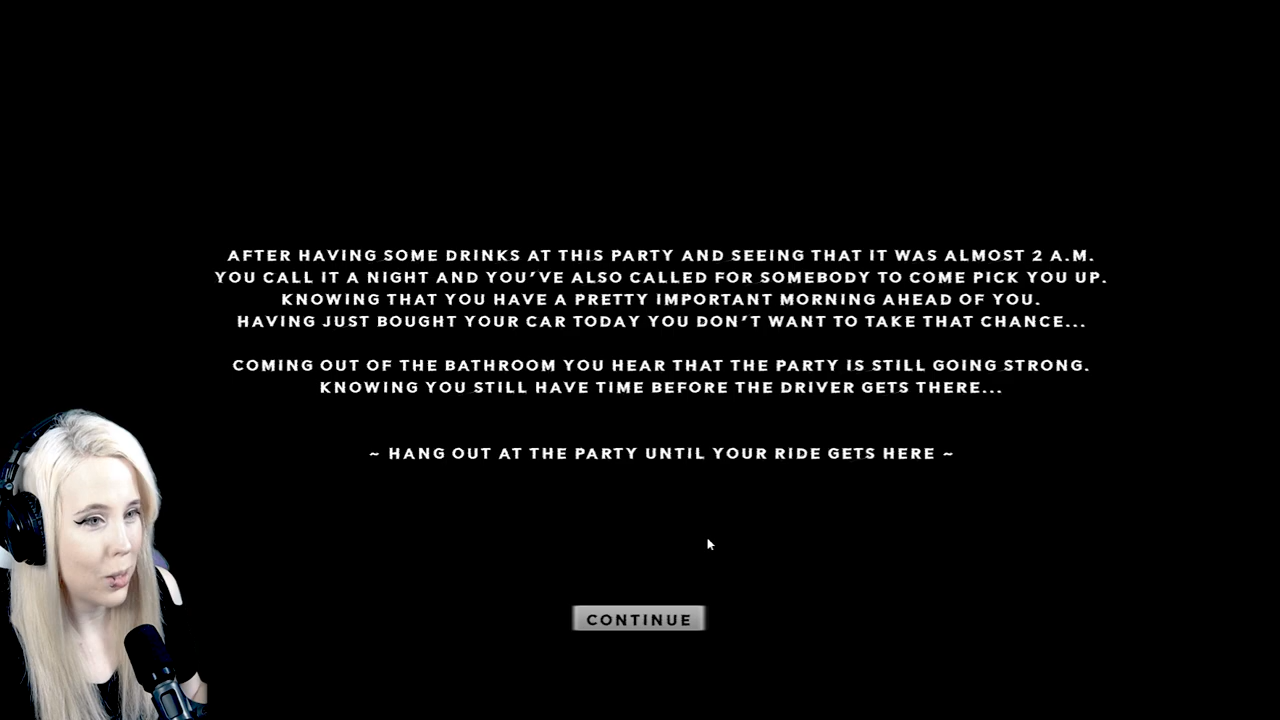 AFTER HAVING SOME DRINKS AT THIS PARTY AND SEEING THAT IT WAS ALMOST 2 A.M.
YOU CALL IT A NIGHT AND YOU'VE ALSO CALLED FOR SOMEBODY TO COME PICK YOU UP.
KNOWING THAT YOU HAVE A PRETTY IMPORTANT MORNING AHEAD OF YOU.
HAVING JUST BOUGHT YOUR CAR TODAY YOU DON'T WANT TO TAKE THAT CHANCE...
COMING OUT OF THE BATHROOM YOU HEAR THAT THE PARTY IS STILL GOING STRONG.
KNOWING YOU STILL HAVE TIME BEFORE THE DRIVER GETS THERE...
~ HANG OUT AT THE PARTY UNTIL YOUR RIDE GETS HERE ~
CONTINUE